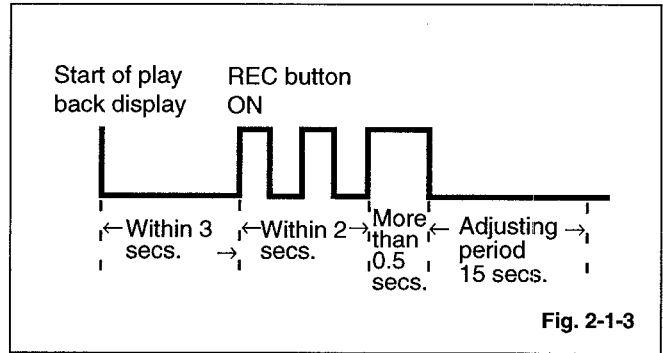 Start of play
back display
REC button
ON
←Within 3
secs. →
←Within 2→
secs.
More
than
0.5
secs.
← Adjusting →
period
15 secs.
Fig. 2-1-3